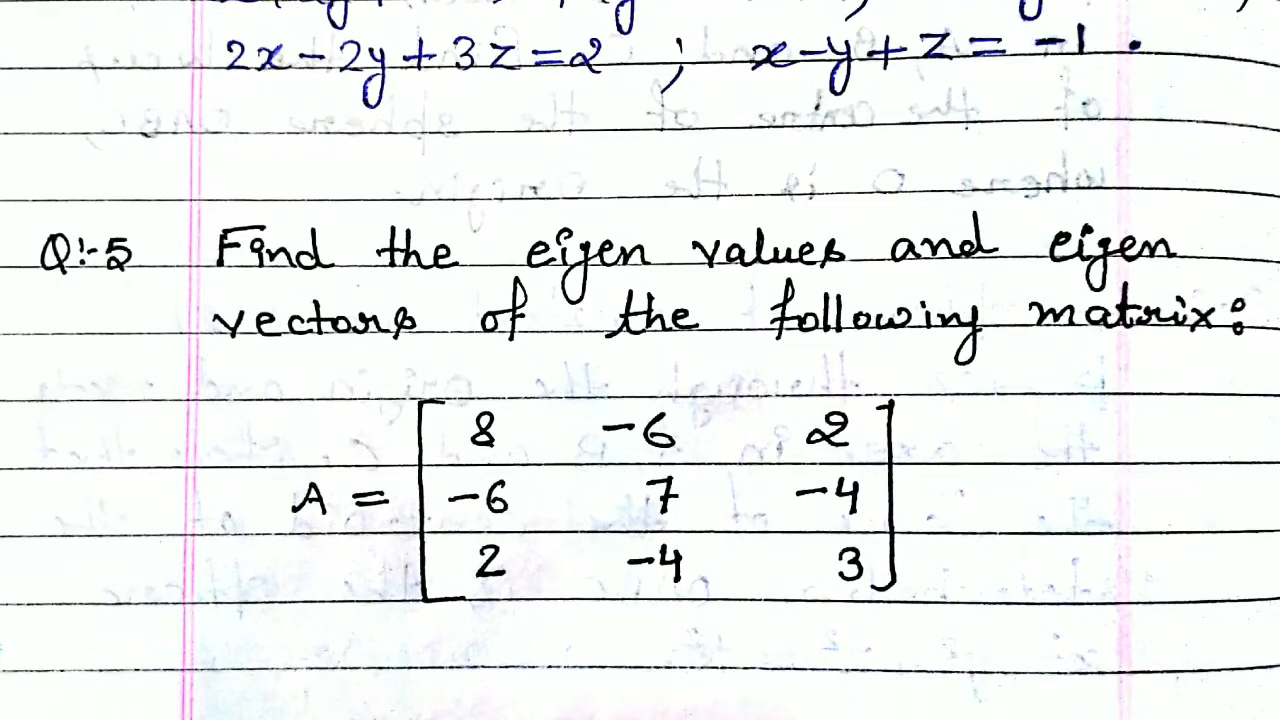 2x-2y+3z=2 ; x-y+z=-1.
Q:-5 Find the eigen values and eigen
vectors of the following matrix:
8 -6 2
A = -6 7 -4
2 -4 3